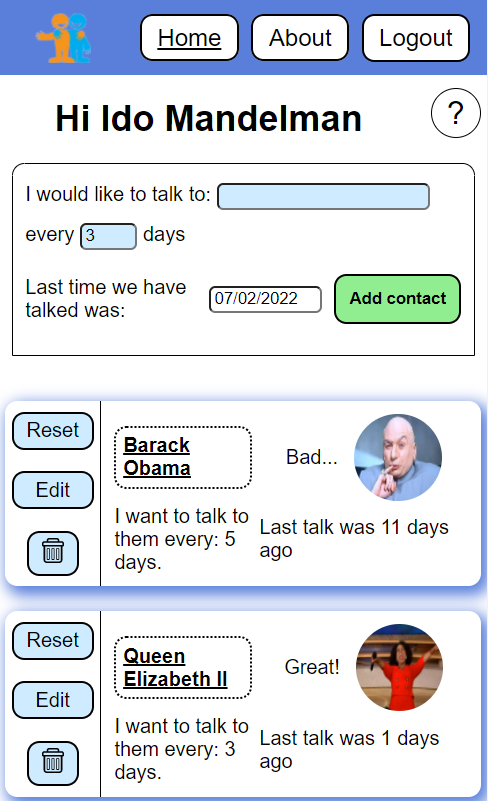 Home About Logout
Hi Ido Mandelman ?
I would like to talk to:
every 3 days
Last time we have
talked was: 07/02/2022 Add contact
Reset
Edit
Barack
Obama
Bad...
I want to talk to
them every: 5
days.
Last talk was 11 days
ago
Reset
Edit
Queen
Elizabeth II
Great!
I want to talk to
them every: 3
days.
Last talk was 1 days
ago